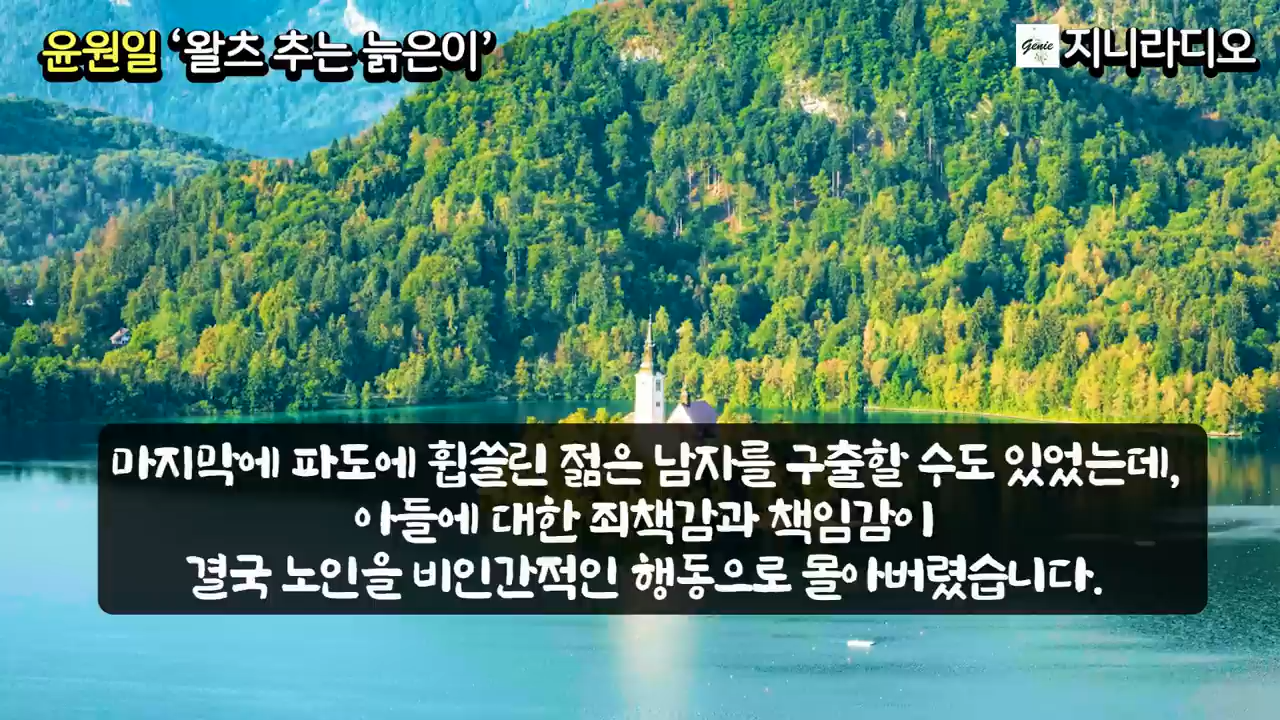 윤원일 ‘왈츠 추는 늙은이’
Genie 지니라디오
마지막에 파도에 휩쓸린 젊은 남자를 구출할 수도 있었는데,
아들에 대한 죄책감과 책임감이
결국 노인을 비인간적인 행동으로 몰아버렸습니다.